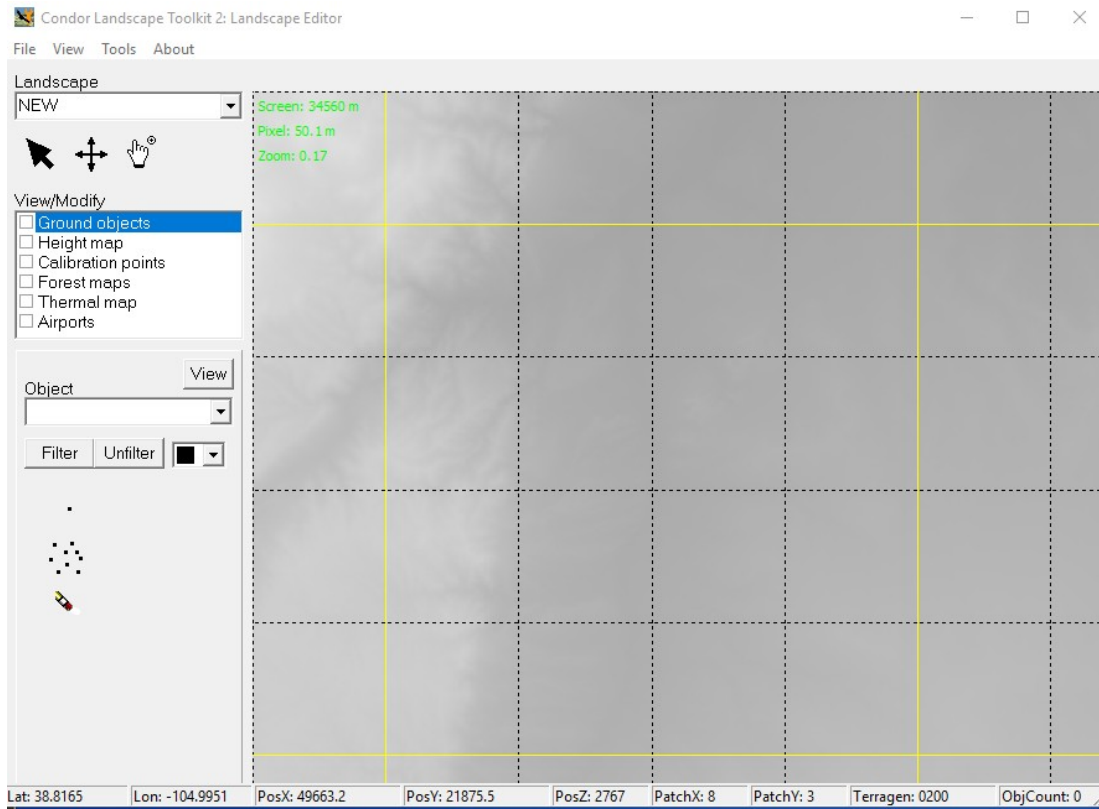 Condor Landscape Toolkit 2: Landscape Editor
File View Tools About
Landscape
NEW
View/Modify
Ground objects
Height map
Calibration points
Forest maps
Thermal map
Airports
View
Object
Filter Unfilter
Screen: 34560 m
Pixel: 50.1 m
Zoom: 0.17
Lat: 38.8165 Lon: -104.9951 PosX: 49663.2 PosY: 21875.5 PosZ: 2767 PatchX: 8 PatchY: 3 Terragen: 0200 ObjCount: 0